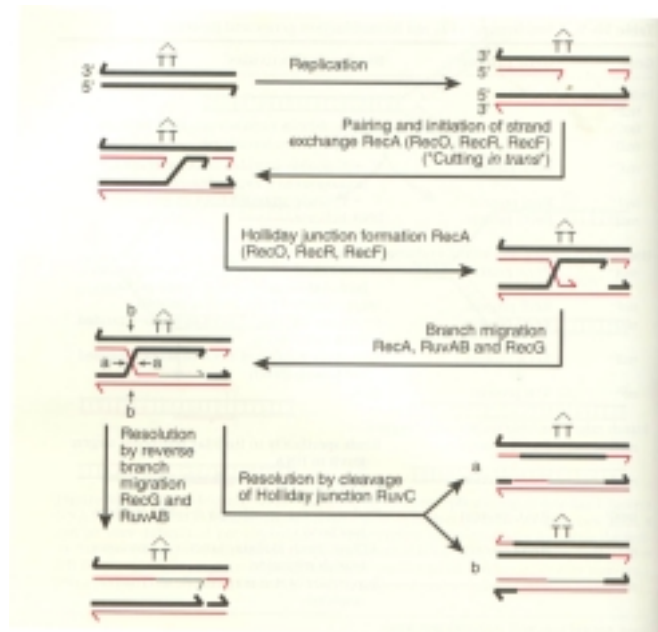 TT
3'
5'
Replication
TT
3'
5'
5'
3'
Pairing and initiation of strand
exchange RecA (RecO, RecR, RecF)
("Cutting in trans")
TT
Holliday junction formation RecA
(RecO, RecR, RecF)
TT
Branch migration
RecA, RuvAB and RecG
b
TT
a
a
b
Resolution
by reverse
branch
migration
RecG and
RuvAB
Resolution by cleavage
of Holliday junction RuvC
a
TT
b
TT
TT